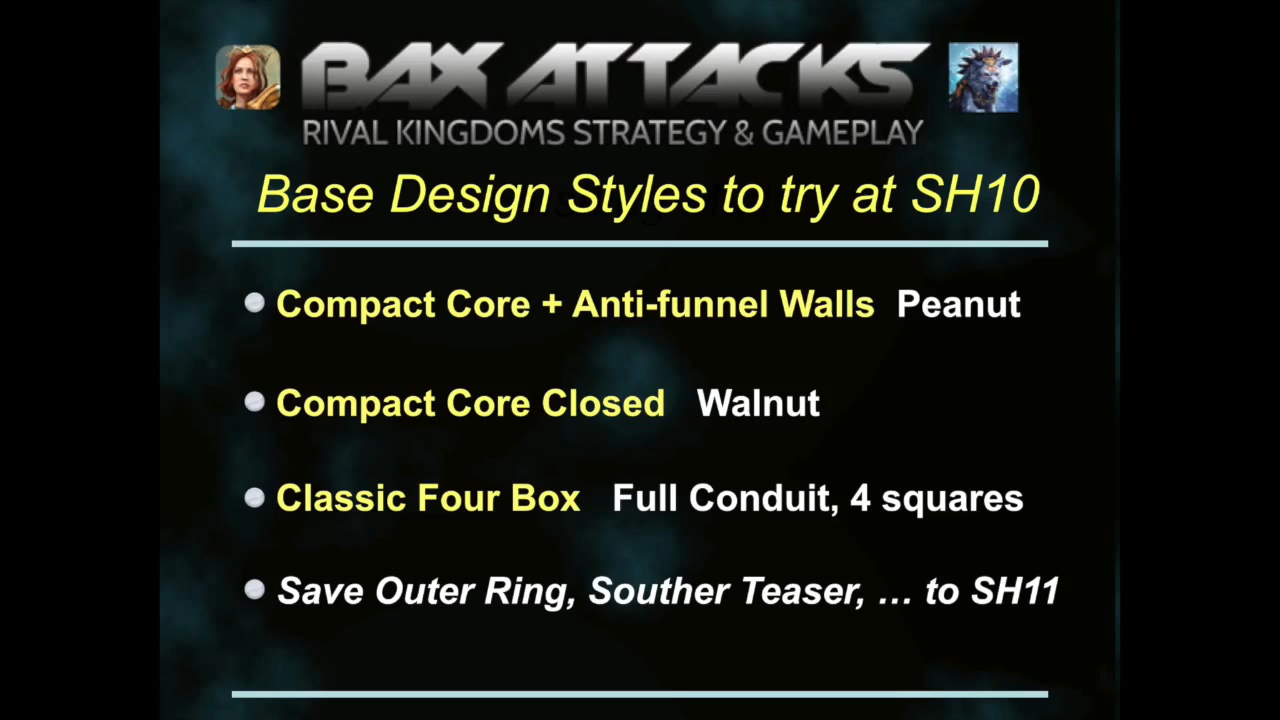 BAX ATTACKS
RIVAL KINGDOMS STRATEGY & GAMEPLAY
Base Design Styles to try at SH10
Compact Core + Anti-funnel Walls Peanut
Compact Core Closed Walnut
Classic Four Box Full Conduit, 4 squares
Save Outer Ring, Souther Teaser, … to SH11